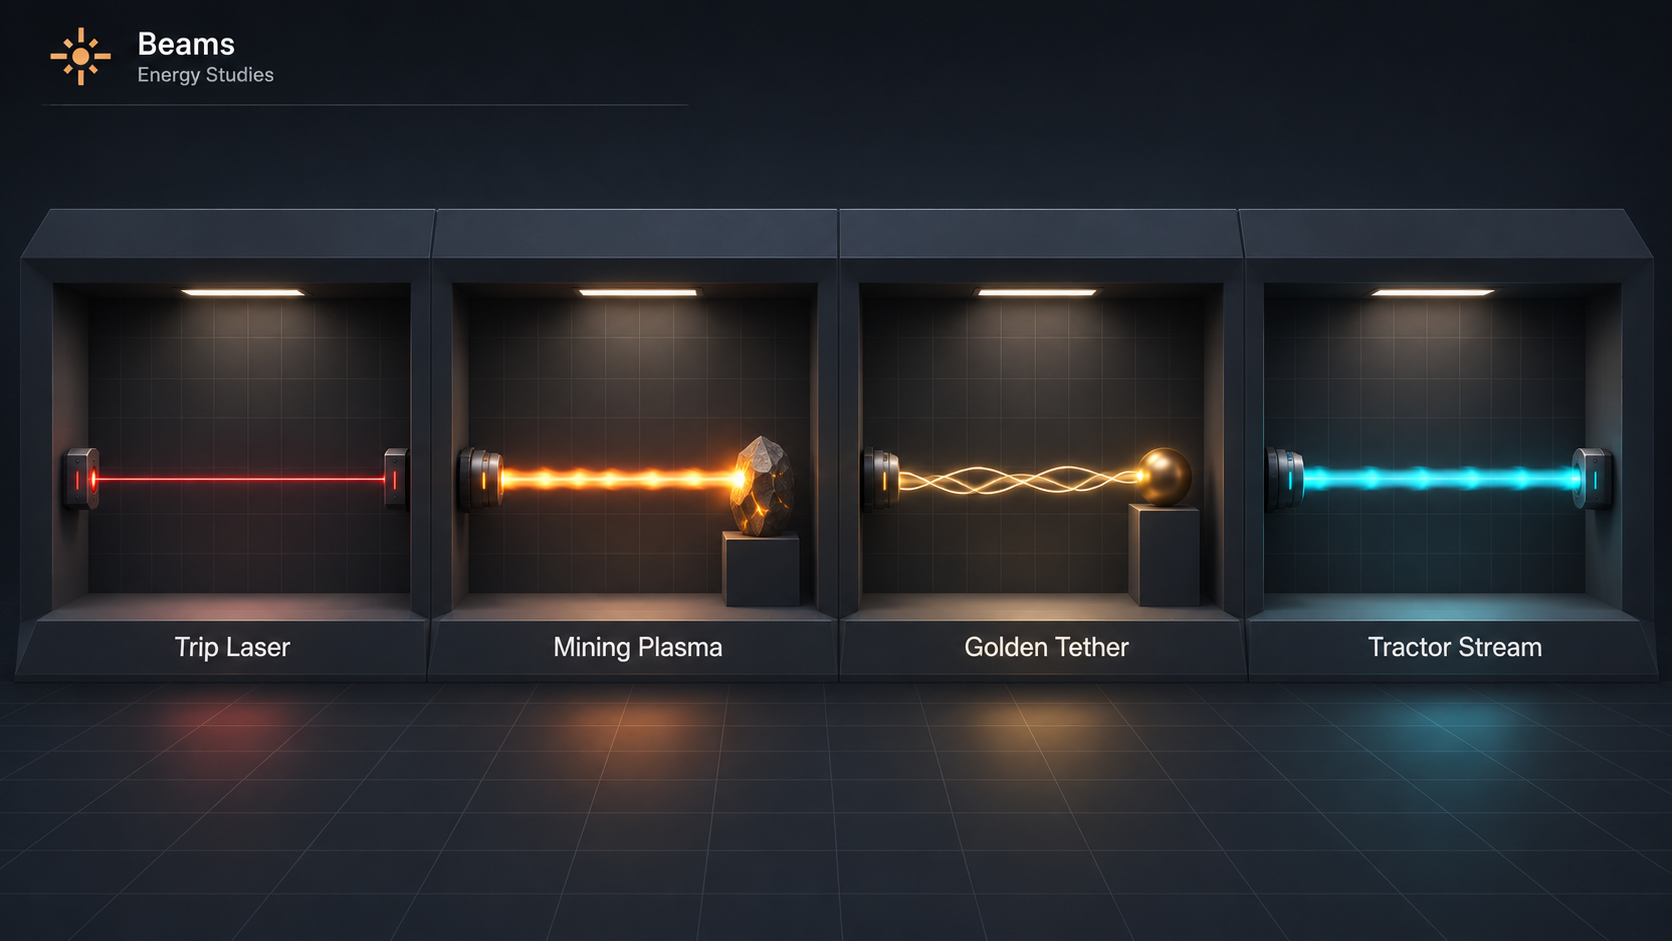 Beams
Energy Studies
Trip Laser
Mining Plasma
Golden Tether
Tractor Stream